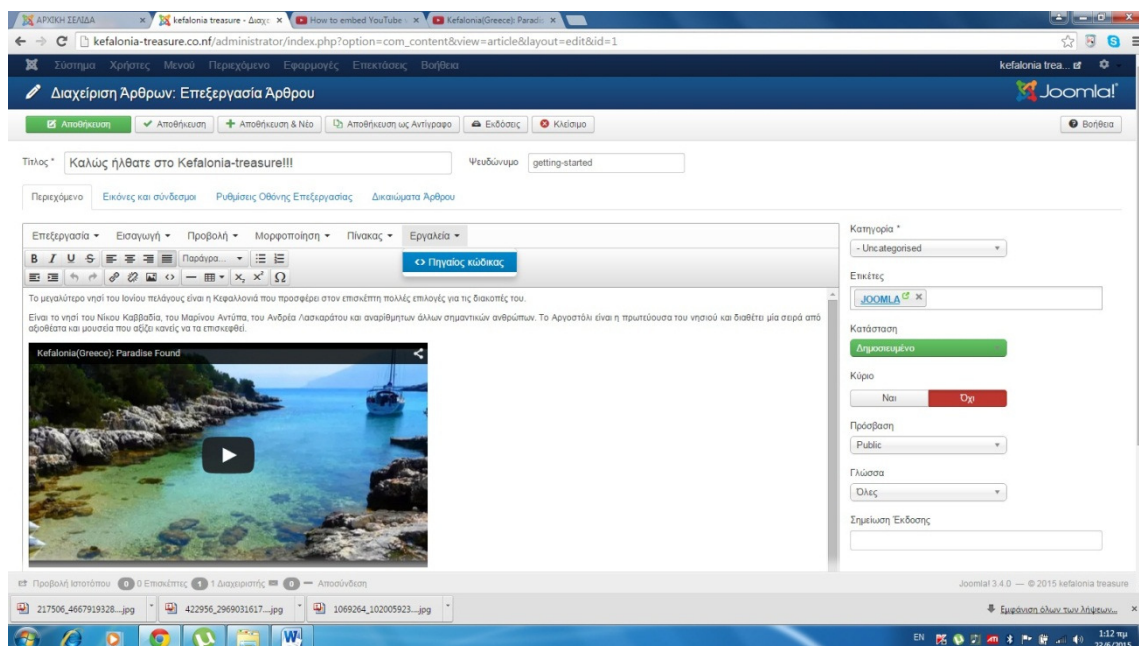 ΑΡΧΙΚΗ ΣΕΛΙΔΑ
kefalonia treasure - Διαχε
How to embed YouTube
Kefalonia(Greece): Paradis
kefalonia-treasure.co.nf/administrator/index.php?option=com_content&view=article&layout=edit&id=1
Σύστημα Χρήστες Μενού Περιεχόμενο Εφαρμογές Επεκτάσεις Βοήθεια
kefalonia trea...
Διαχείριση Άρθρων: Επεξεργασία Άρθρου
Joomla!
Αποθήκευση
Αποθήκευση
Αποθήκευση & Νέο
Αποθήκευση ως Αντίγραφο
Εκδόσεις
Κλείσιμο
Βοήθεια
Τίτλος * Καλώς ήλθατε στο Kefalonia-treasure!!!
Ψευδώνυμο getting-started
Περιεχόμενο Εικόνες και σύνδεσμοι Ρυθμίσεις Οθόνης Επεξεργασίας Δικαιώματα Άρθρου
Επεξεργασία Εισαγωγή Προβολή Μορφοποίηση Πίνακας Εργαλεία
B I U S Παράγρα...
<> Πηγαίος κώδικας
Το μεγαλύτερο νησί του Ιονίου πελάγους είναι η Κεφαλλονιά που προσφέρει στον επισκέπτη πολλές επιλογές για τις διακοπές του.
Είναι το νησί του Νίκου Καββαδία, του Μαρίνου Αντύπα, του Ανδρέα Λασκαράτου και αναρίθμητων άλλων σημαντικών ανθρώπων. Το Αργοστόλι είναι η πρωτεύουσα του νησιού και διαθέτει μία σειρά από
αξιοθέατα και μουσεία που αξίζει κανείς να τα επισκεφθεί.
Kefalonia(Greece): Paradise Found
Κατηγορία *
- Uncategorised
Ετικέτες
JOOMLA
Κατάσταση
Δημοσιευμένο
Κύριο
Ναι Όχι
Πρόσβαση
Public
Γλώσσα
Όλες
Σημείωση Έκδοσης
Προβολή Ιστοτόπου 0 0 Επισκέπτες 1 1 Διαχειριστής 0 Αποσύνδεση
Joomla! 3.4.0 — © 2015 kefalonia treasure
217506_4667919328....jpg
422956_2969031617....jpg
1069264_102005923....jpg
Εμφάνιση όλων των λήψεων...
EN
1:12 πμ
23/6/2015